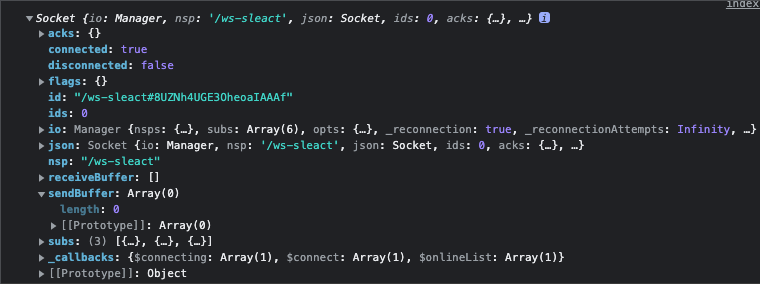 index
▼Socket {io: Manager, nsp: '/ws-sleact', json: Socket, ids: 0, acks: {…}, …} i
▶acks: {}
connected: true
disconnected: false
▶flags: {}
id: "/ws-sleact#8UZNh4UGE3OheoaIAAAf"
ids: 0
▶io: Manager {nsps: {…}, subs: Array(6), opts: {…}, _reconnection: true, _reconnectionAttempts: Infinity, …}
▶json: Socket {io: Manager, nsp: '/ws-sleact', json: Socket, ids: 0, acks: {…}, …}
nsp: "/ws-sleact"
▶receiveBuffer: []
▼sendBuffer: Array(0)
length: 0
▶[[Prototype]]: Array(0)
▶subs: (3) [{…}, {…}, {…}]
▶_callbacks: {$connecting: Array(1), $connect: Array(1), $onlineList: Array(1)}
▶[[Prototype]]: Object